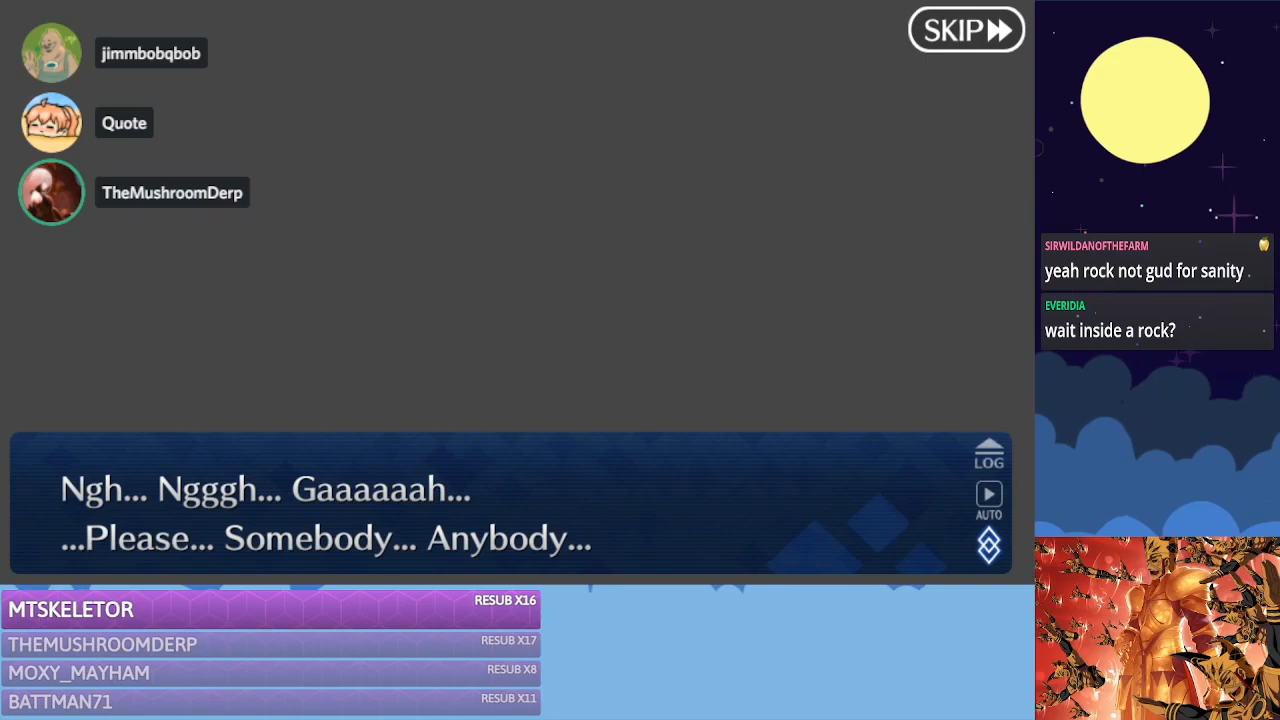 jimmbobqbob
Quote
TheMushroomDerp
SKIP
SIRWILDANOFTHEFARM
yeah rock not gud for sanity
EVERIDIA
wait inside a rock?
Ngh... Ngggh... Gaaaaaah...
...Please... Somebody... Anybody...
LOG
AUTO
MTSKELETOR RESUB X16
THEMUSHROOMDERP RESUB X17
MOXY_MAYHAM RESUB X8
BATTMAN71 RESUB X11